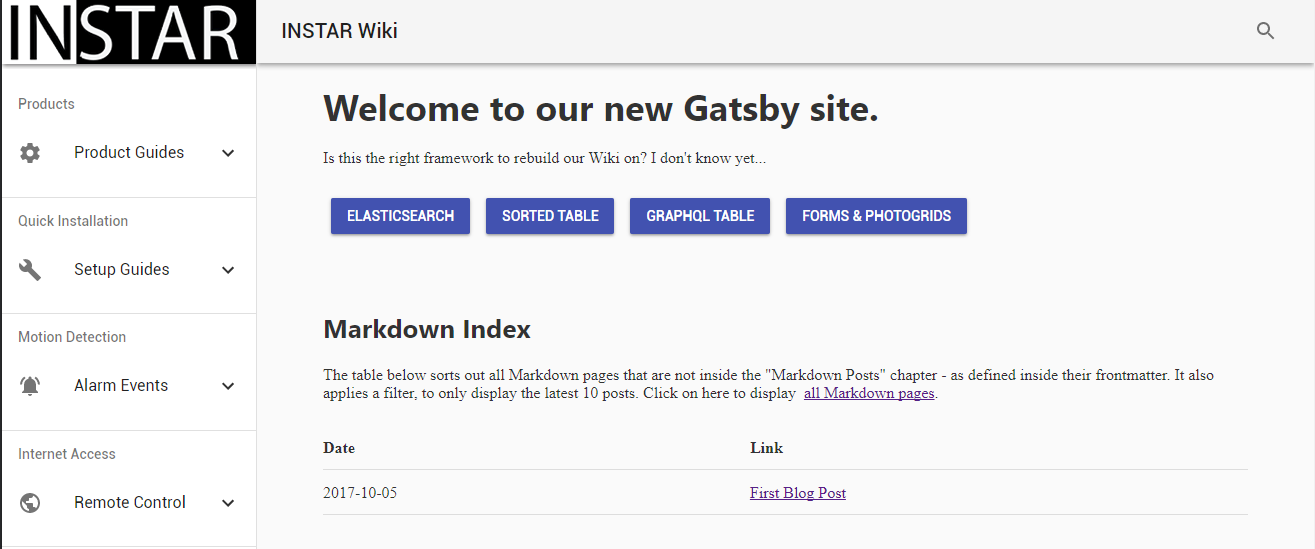 INSTAR
INSTAR Wiki
Products
Product Guides
Quick Installation
Setup Guides
Motion Detection
Alarm Events
Internet Access
Remote Control
Welcome to our new Gatsby site.
Is this the right framework to rebuild our Wiki on? I don't know yet...
ELASTICSEARCH SORTED TABLE GRAPHQL TABLE FORMS & PHOTOGRIDS
Markdown Index
The table below sorts out all Markdown pages that are not inside the "Markdown Posts" chapter - as defined inside their frontmatter. It also
applies a filter, to only display the latest 10 posts. Click on here to display all Markdown pages.
Date Link
2017-10-05 First Blog Post